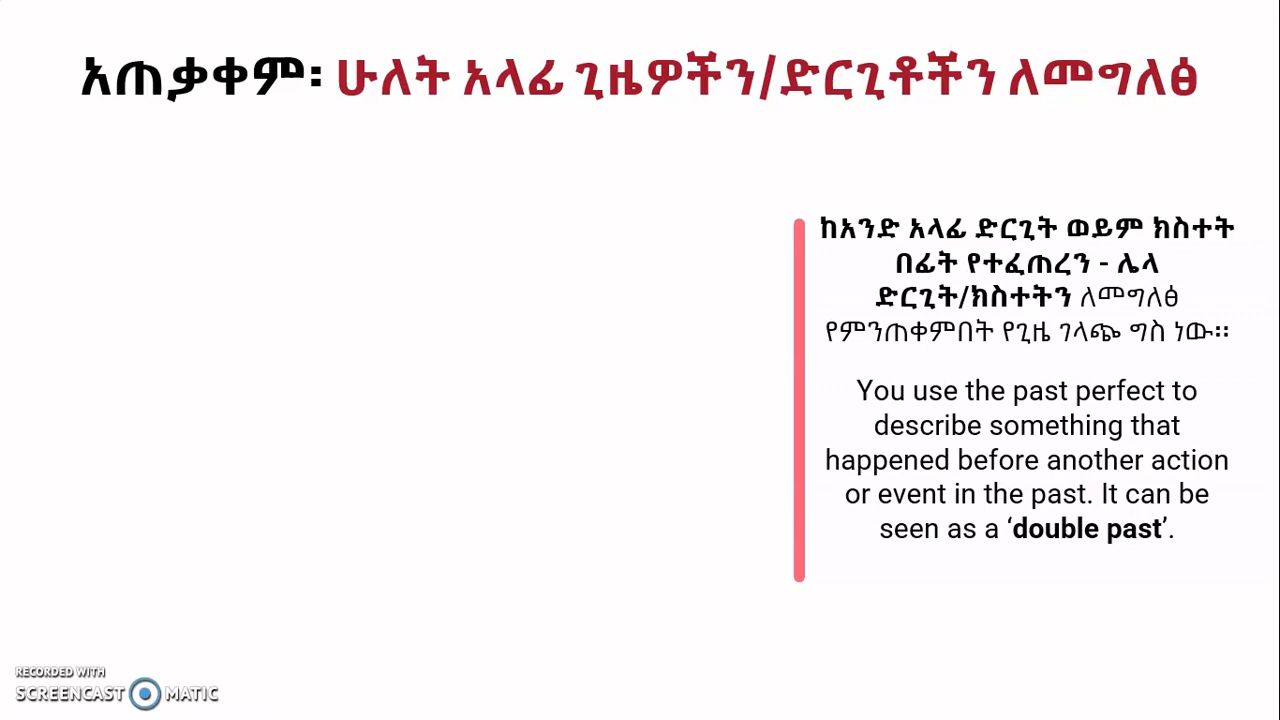 አጠቃቀም፡ ሁለት አላፊ ጊዜዎችን/ድርጊቶችን ለመግለፅ
ከአንድ አላፊ ድርጊት ወይም ክስተት
በፊት የተፈጠረን - ሌላ
ድርጊት/ክስተትን ለመግለፅ
የምንጠቀምበት የጊዜ ገላጭ ግስ ነው፡፡
You use the past perfect to
describe something that
happened before another action
or event in the past. It can be
seen as a ‘double past’.
RECORDED WITH
SCREENCAST MATIC